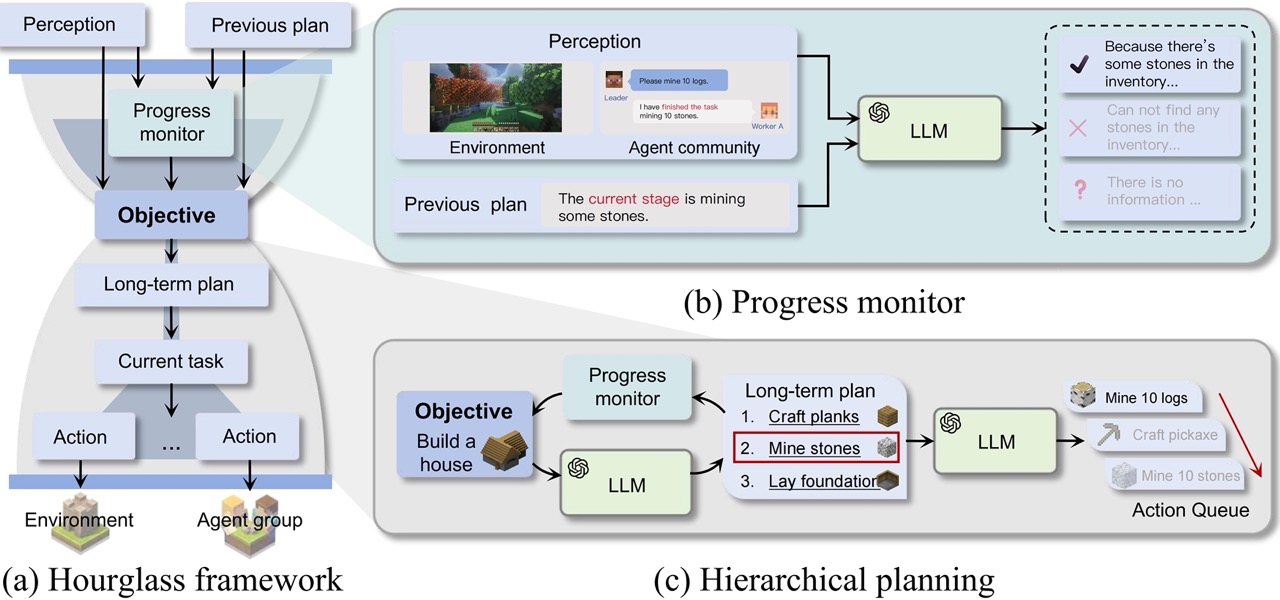 Perception
Previous plan
Progress
monitor
Objective
Long-term plan
Current task
Action
...
Action
Environment
Agent group
(a) Hourglass framework
Perception
Please mine 10 logs.
Leader
I have finished the task
mining 10 stones.
Worker A
Environment
Agent community
Previous plan
The current stage is mining
some stones.
LLM
Because there's
some stones in the
inventory...
Can not find any
stones in the
inventory...
?
There is no
information ...
(b) Progress monitor
Objective
Build a
house
Progress
monitor
LLM
Long-term plan
1. Craft planks
2. Mine stones
3. Lay foundation
LLM
Mine 10 logs
Craft pickaxe
Mine 10 stones
Action Queue
(c) Hierarchical planning